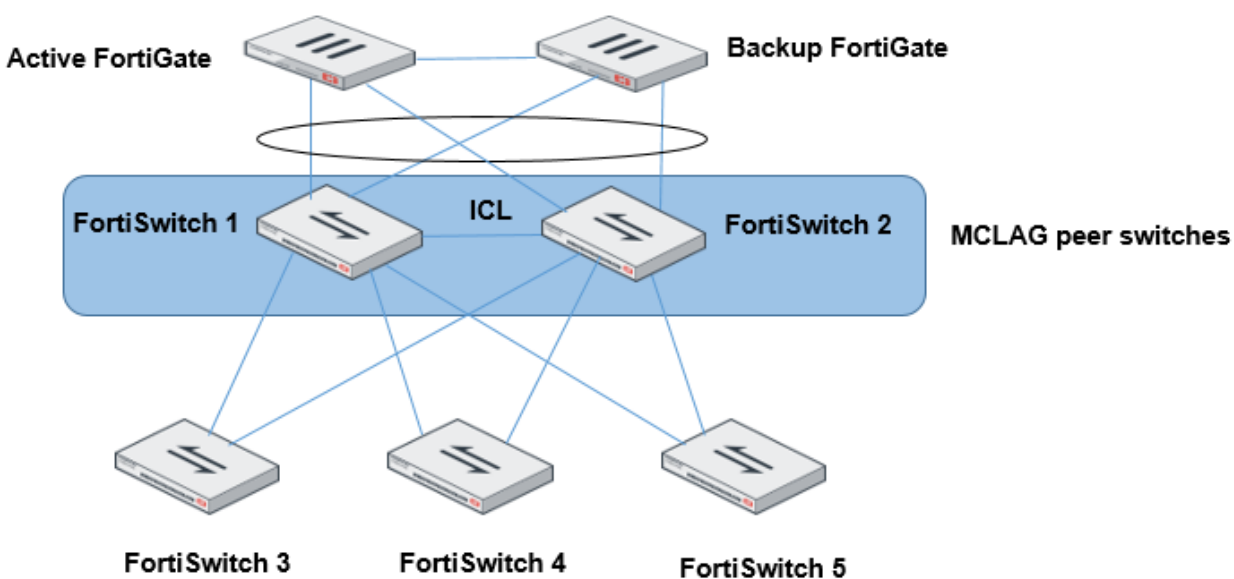 Active FortiGate
Backup FortiGate
FortiSwitch 1
ICL
FortiSwitch 2
MCLAG peer switches
FortiSwitch 3
FortiSwitch 4
FortiSwitch 5